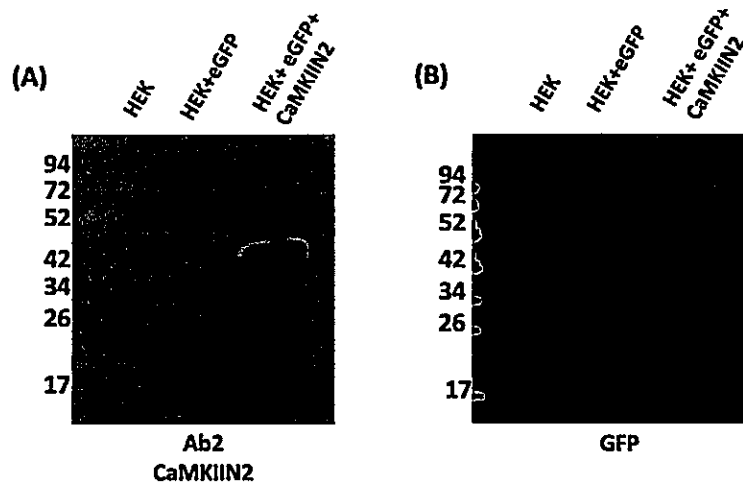 (A)
HEK
HEK+eGFP
HEK+ eGFP+
CaMKIIN2
94
72
52
42
34
26
17
Ab2
CaMKIIN2
(B)
HEK
HEK+eGFP
HEK+ eGFP+
CaMKIIN2
94
72
52
42
34
26
17
GFP